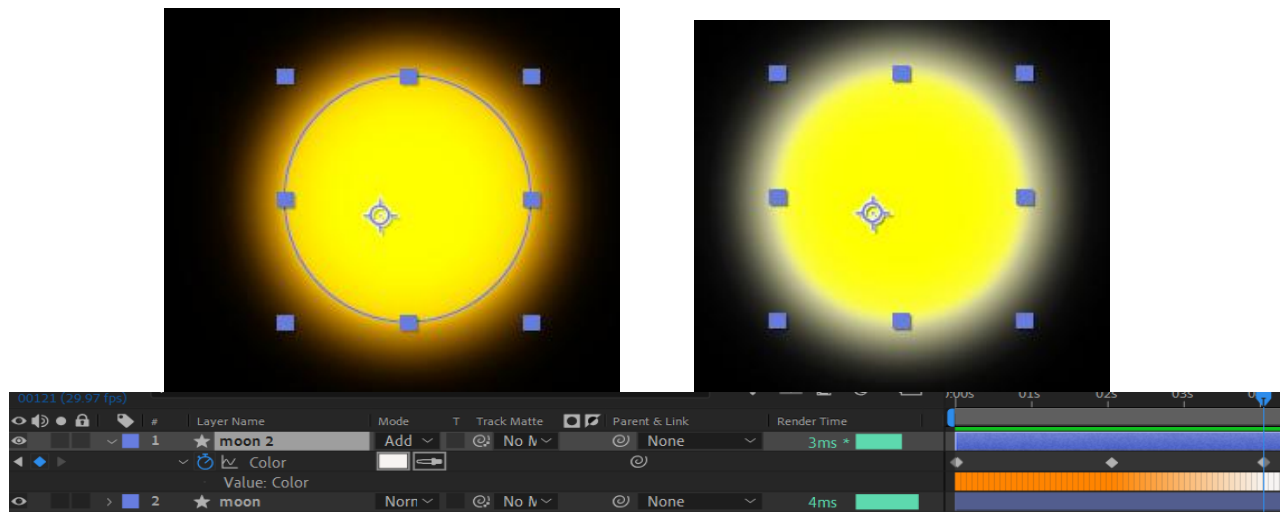 00121 (29.97 fps)
:00s 01s 02s 03s
# Layer Name Mode T Track Matte Parent & Link Render Time
1 moon 2 Add No M None 3ms *
Color
Value: Color
2 moon Norn No M None 4ms